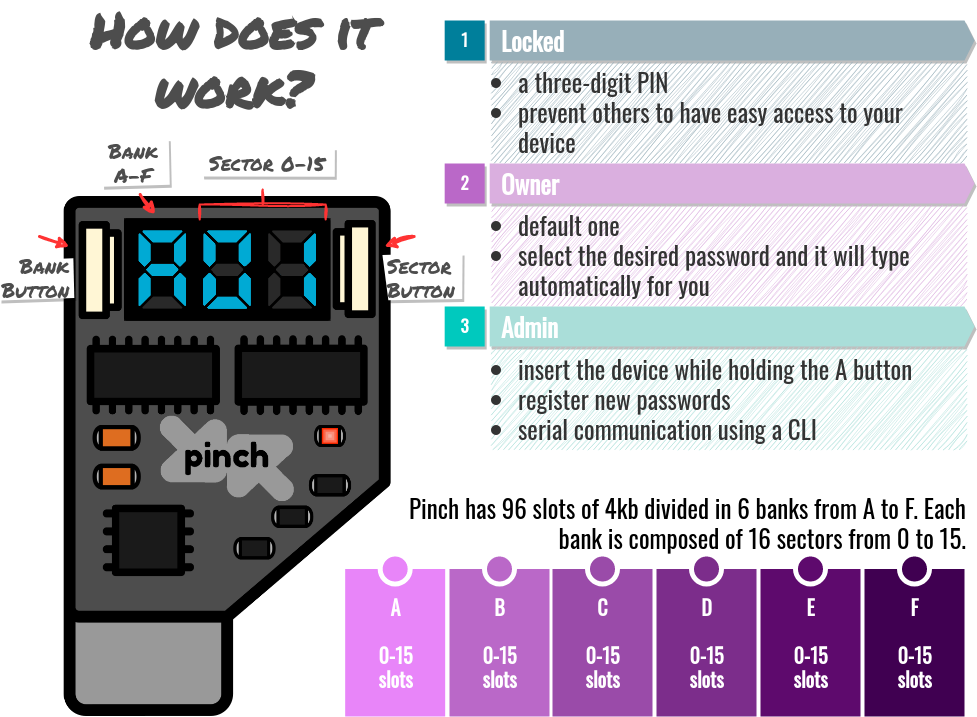 How does it
work?
Bank
A-F
Sector 0-15
Bank
Button
A01
Sector
Button
pinch
1 Locked
a three-digit PIN
prevent others to have easy access to your
device
2 Owner
default one
select the desired password and it will type
automatically for you
3 Admin
insert the device while holding the A button
register new passwords
serial communication using a CLI
Pinch has 96 slots of 4kb divided in 6 banks from A to F. Each
bank is composed of 16 sectors from 0 to 15.
A B C D E F
0-15 0-15 0-15 0-15 0-15 0-15
slots slots slots slots slots slots